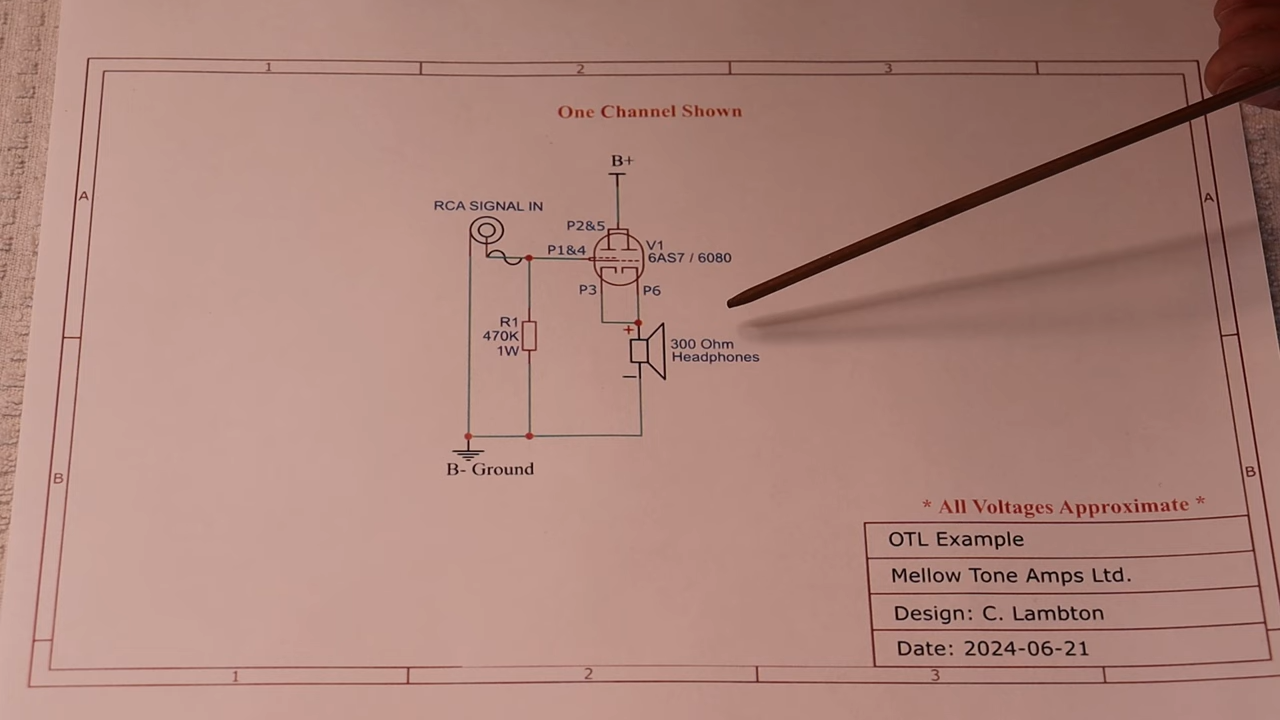 1 2 3
One Channel Shown
B+
A A
RCA SIGNAL IN
P2&5
V1
P1&4
6AS7 / 6080
P3 P6
R1
470K
1W
+
300 Ohm
Headphones
−
B- Ground
B B
* All Voltages Approximate *
OTL Example
Mellow Tone Amps Ltd.
Design: C. Lambton
Date: 2024-06-21
1 2 3